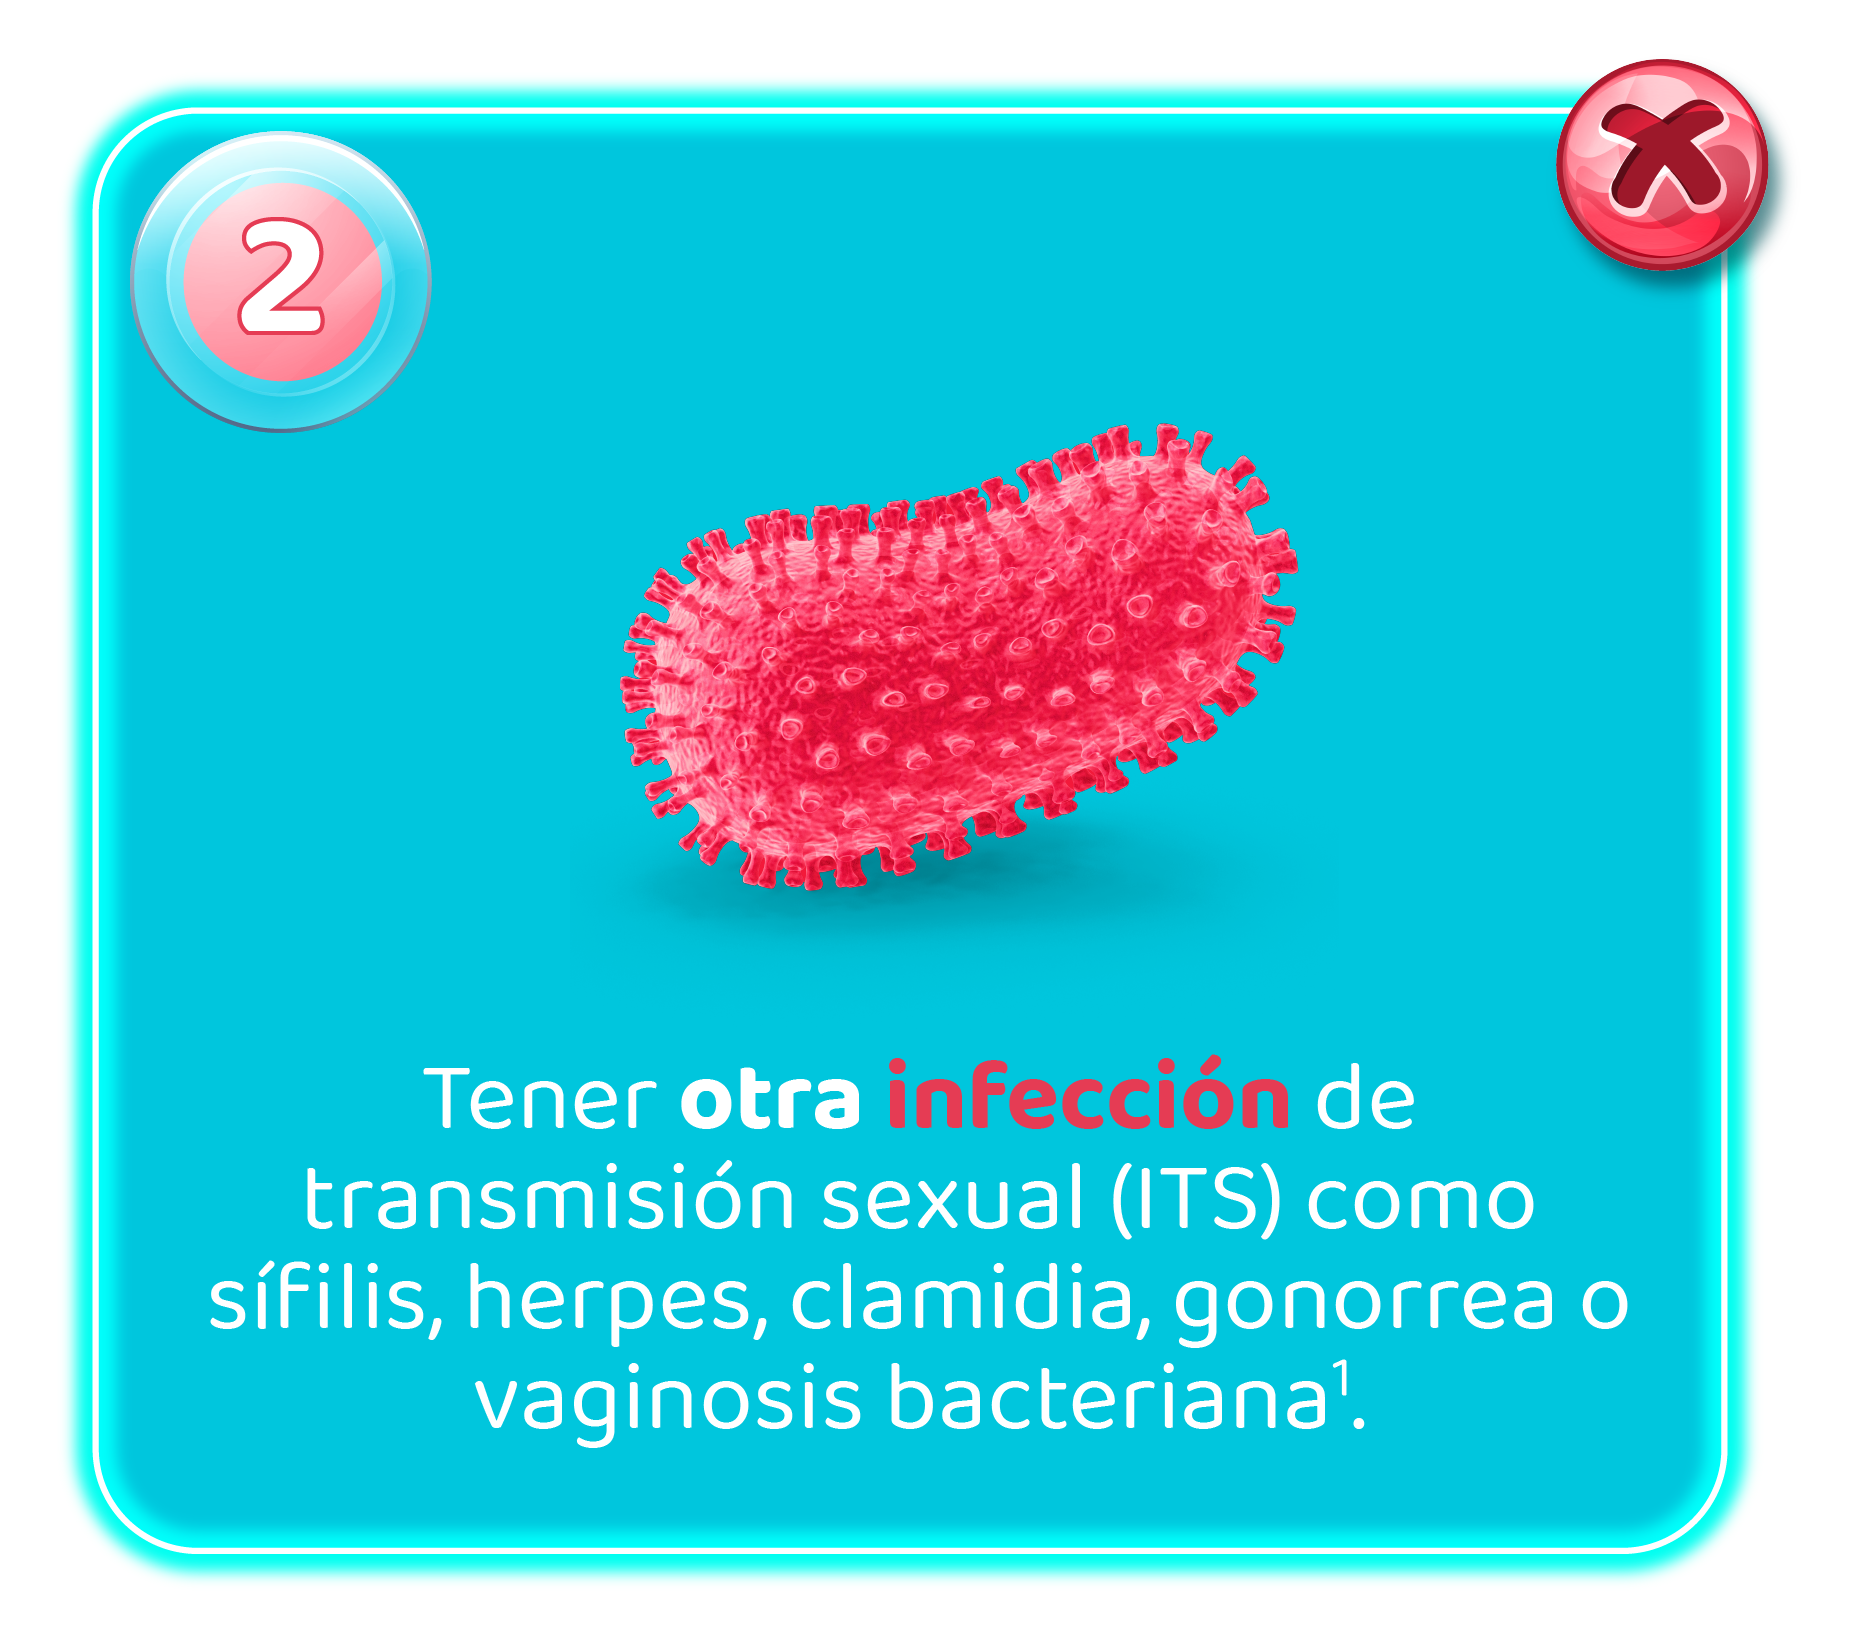 2
Tener otra infección de
transmisión sexual (ITS) como
sífilis, herpes, clamidia, gonorrea o
vaginosis bacteriana¹.